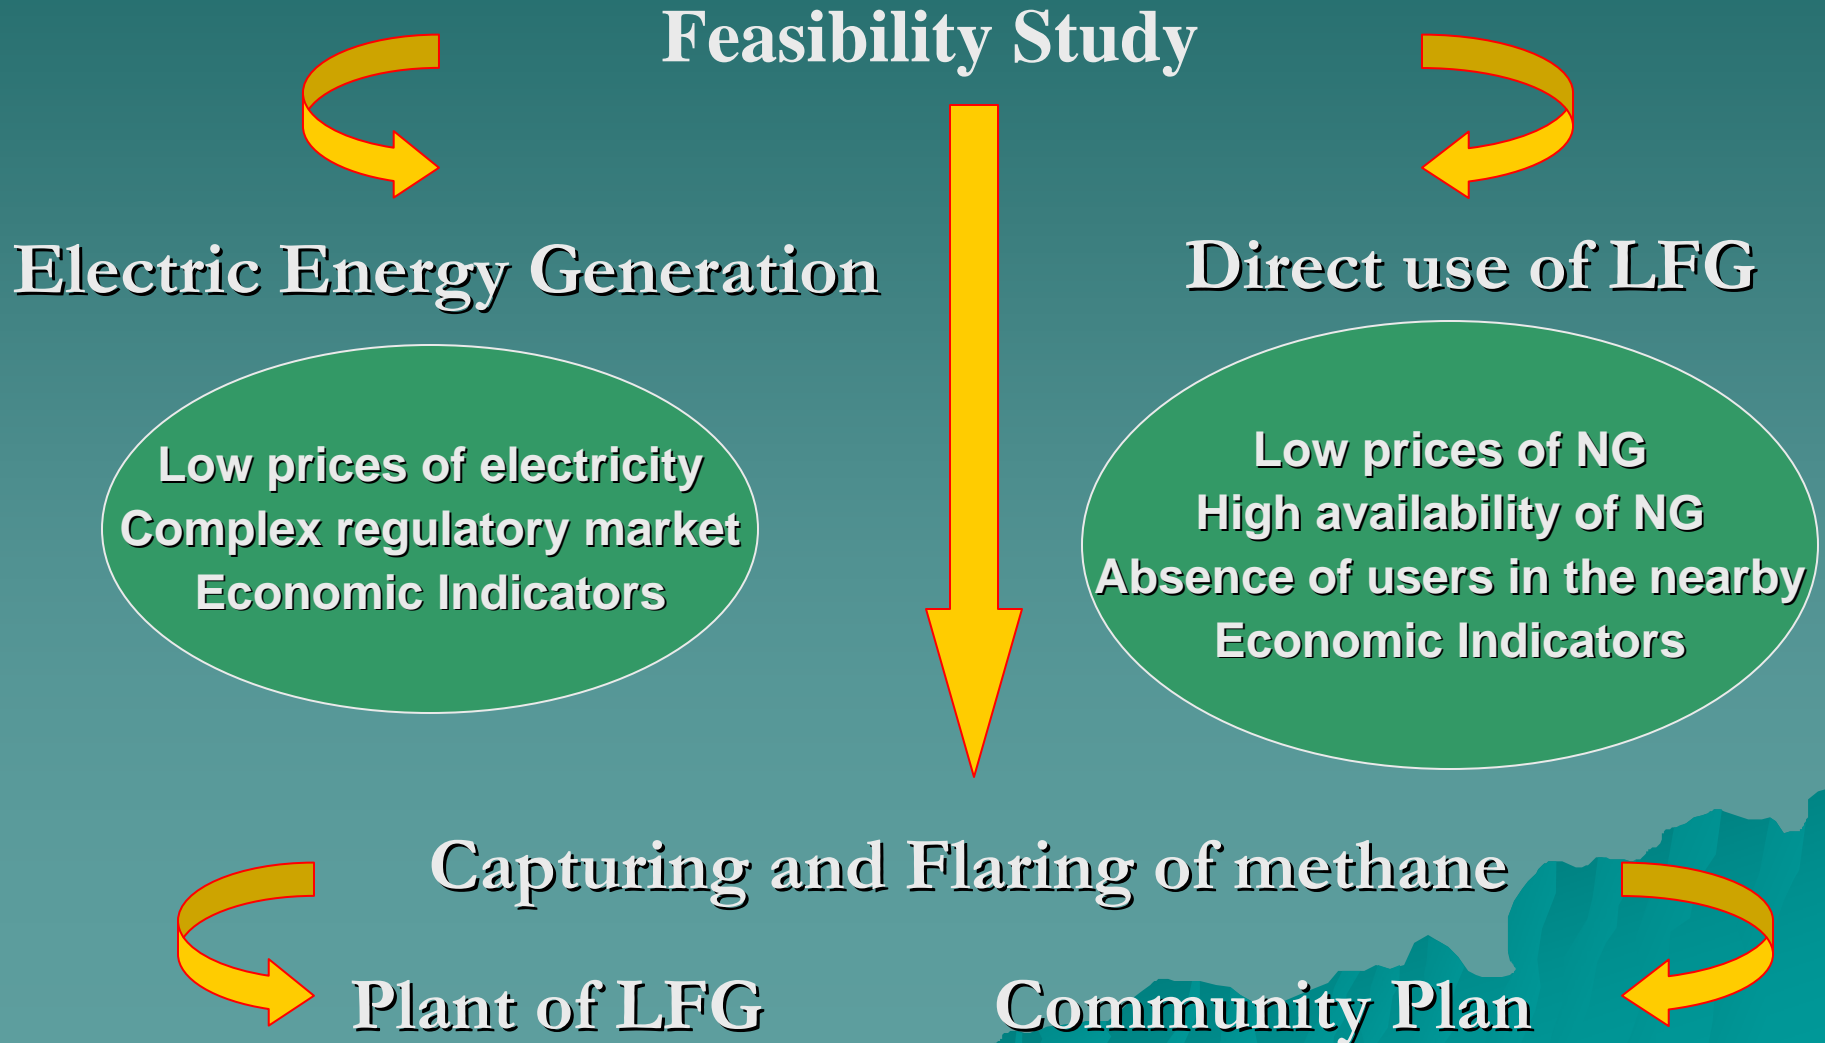 Feasibility Study
Electric Energy Generation
Low prices of electricity
Complex regulatory market
Economic Indicators
Direct use of LFG
Low prices of NG
High availability of NG
Absence of users in the nearby
Economic Indicators
Capturing and Flaring of methane
Plant of LFG
Community Plan